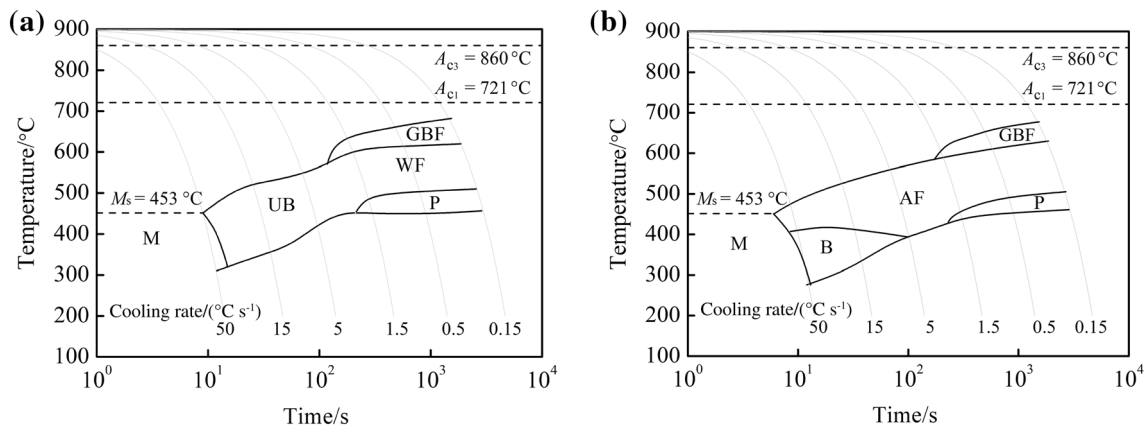 (a)
900
800
700
600
500
400
300
200
100
Temperature/°C
Ac3 = 860 °C
Ac1 = 721 °C
GBF
WF
Ms = 453 °C
UB
P
M
Cooling rate/(°C s-1)
50 15 5 1.5 0.5 0.15
10^0 10^1 10^2 10^3 10^4
Time/s
(b)
900
800
700
600
500
400
300
200
100
Temperature/°C
Ac3 = 860 °C
Ac1 = 721 °C
GBF
Ms = 453 °C
AF
P
M
B
Cooling rate/(°C s-1)
50 15 5 1.5 0.5 0.15
10^0 10^1 10^2 10^3 10^4
Time/s